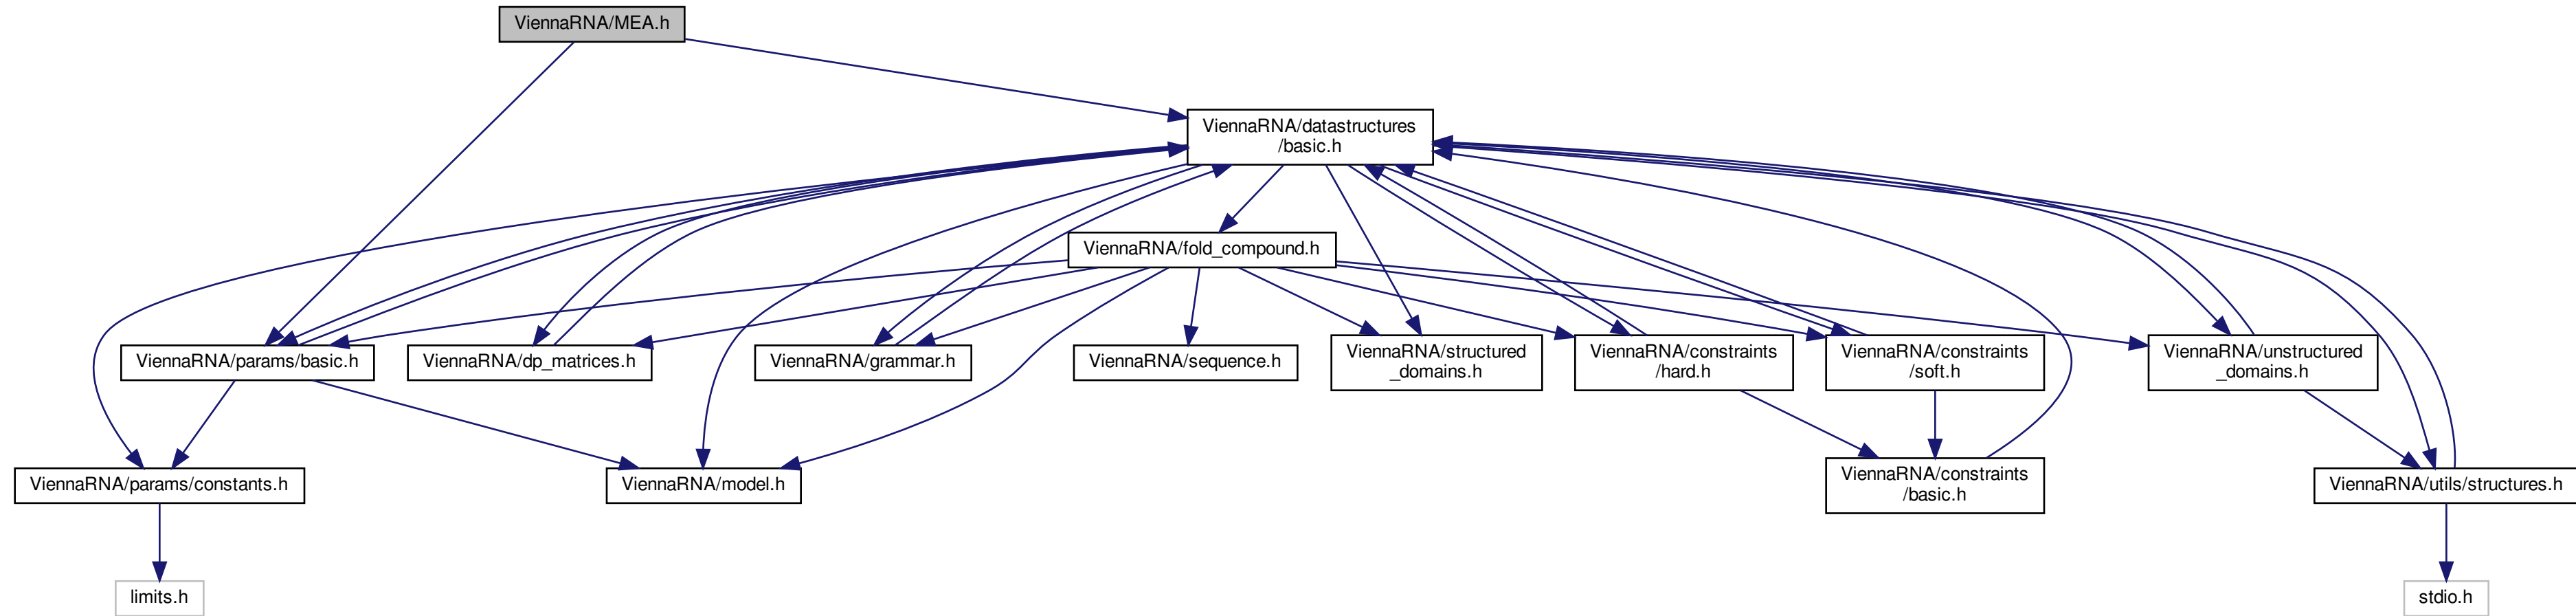 ViennaRNA/MEA.h
ViennaRNA/datastructures
/basic.h
ViennaRNA/fold_compound.h
ViennaRNA/params/basic.h
ViennaRNA/dp_matrices.h
ViennaRNA/grammar.h
ViennaRNA/sequence.h
ViennaRNA/structured
_domains.h
ViennaRNA/constraints
/hard.h
ViennaRNA/constraints
/soft.h
ViennaRNA/unstructured
_domains.h
ViennaRNA/params/constants.h
ViennaRNA/model.h
ViennaRNA/constraints
/basic.h
ViennaRNA/utils/structures.h
limits.h
stdio.h